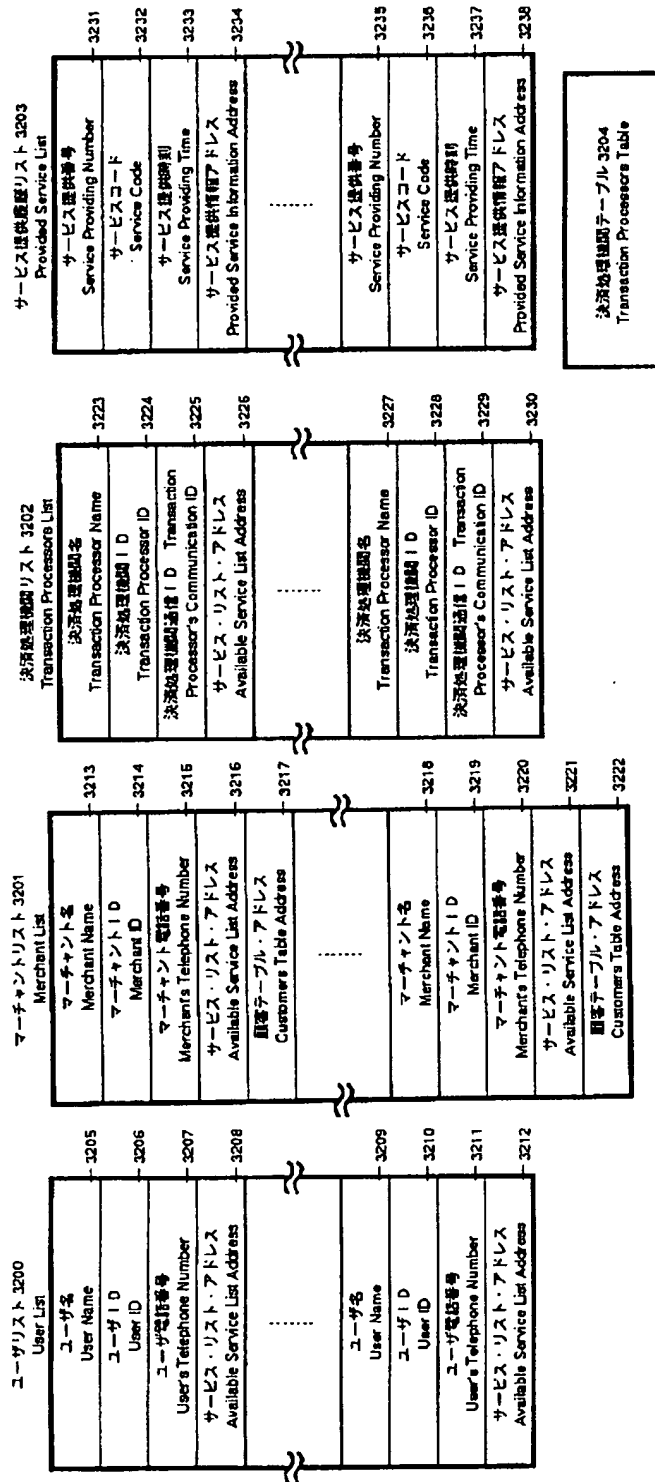 ユーザリスト 3200
User List
ユーザ名
User Name
3205
ユーザID
User ID
3206
ユーザ電話番号
User's Telephone Number
3207
サービス・リスト・アドレス
Available Service List Address
3208
ユーザ名
User Name
3209
ユーザID
User ID
3210
ユーザ電話番号
User's Telephone Number
3211
サービス・リスト・アドレス
Available Service List Address
3212
マーチャントリスト 3201
Merchant List
マーチャント名
Merchant Name
3213
マーチャントID
Merchant ID
3214
マーチャント電話番号
Merchant's Telephone Number
3215
サービス・リスト・アドレス
Available Service List Address
3216
顧客テーブル・アドレス
Customers Table Address
3217
マーチャント名
Merchant Name
3218
マーチャントID
Merchant ID
3219
マーチャント電話番号
Merchant's Telephone Number
3220
サービス・リスト・アドレス
Available Service List Address
3221
顧客テーブル・アドレス
Customers Table Address
3222
決済処理機関リスト 3202
Transaction Processors List
決済処理機関名
Transaction Processor Name
3223
決済処理機関ID
Transaction Processor ID
3224
決済処理機関通信ID Transaction
Processor's Communication ID
3225
サービス・リスト・アドレス
Available Service List Address
3226
決済処理機関名
Transaction Processor Name
3227
決済処理機関ID
Transaction Processor ID
3228
決済処理機関通信ID Transaction
Processor's Communication ID
3229
サービス・リスト・アドレス
Available Service List Address
3230
サービス提供履歴リスト 3203
Provided Service List
サービス提供番号
Service Providing Number
3231
サービスコード
Service Code
3232
サービス提供時刻
Service Providing Time
3233
サービス提供情報アドレス
Provided Service Information Address
3234
サービス提供番号
Service Providing Number
3235
サービスコード
Service Code
3236
サービス提供時刻
Service Providing Time
3237
サービス提供情報アドレス
Provided Service Information Address
3238
決済処理機関テーブル 3204
Transaction Processors Table